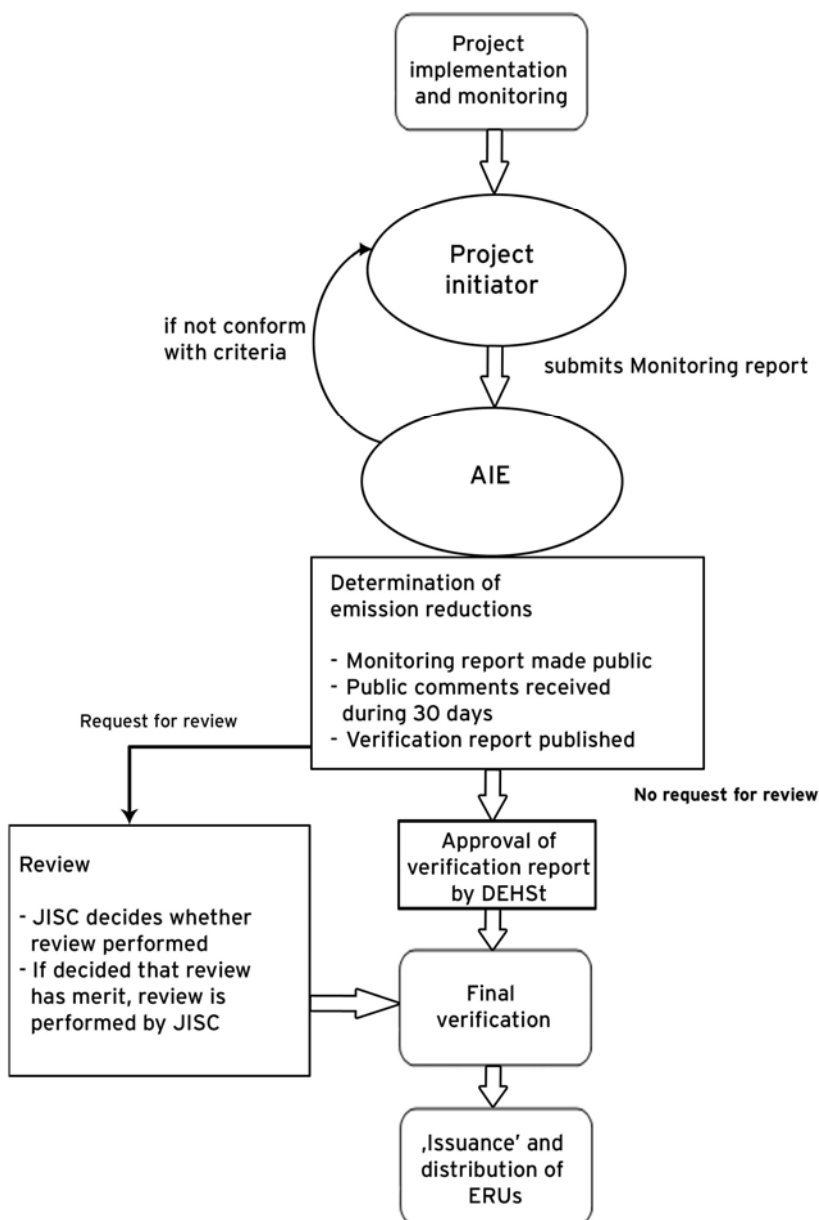 Project
implementation
and monitoring
Project
initiator
if not conform
with criteria
submits Monitoring report
AIE
Determination of
emission reductions
- Monitoring report made public
- Public comments received
during 30 days
- Verification report published
Request for review
No request for review
Review
- JISC decides whether
review performed
- If decided that review
has merit, review is
performed by JISC
Approval of
verification report
by DEHSt
Final
verification
‚Issuance’ and
distribution of
ERUs